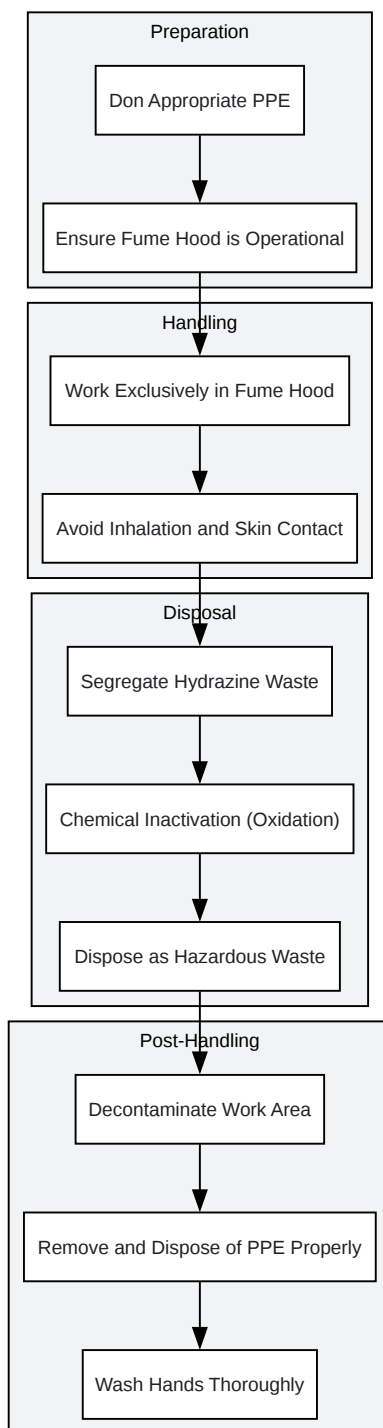 Preparation
Don Appropriate PPE
Ensure Fume Hood is Operational
Handling
Work Exclusively in Fume Hood
Avoid Inhalation and Skin Contact
Disposal
Segregate Hydrazine Waste
Chemical Inactivation (Oxidation)
Dispose as Hazardous Waste
Post-Handling
Decontaminate Work Area
Remove and Dispose of PPE Properly
Wash Hands Thoroughly